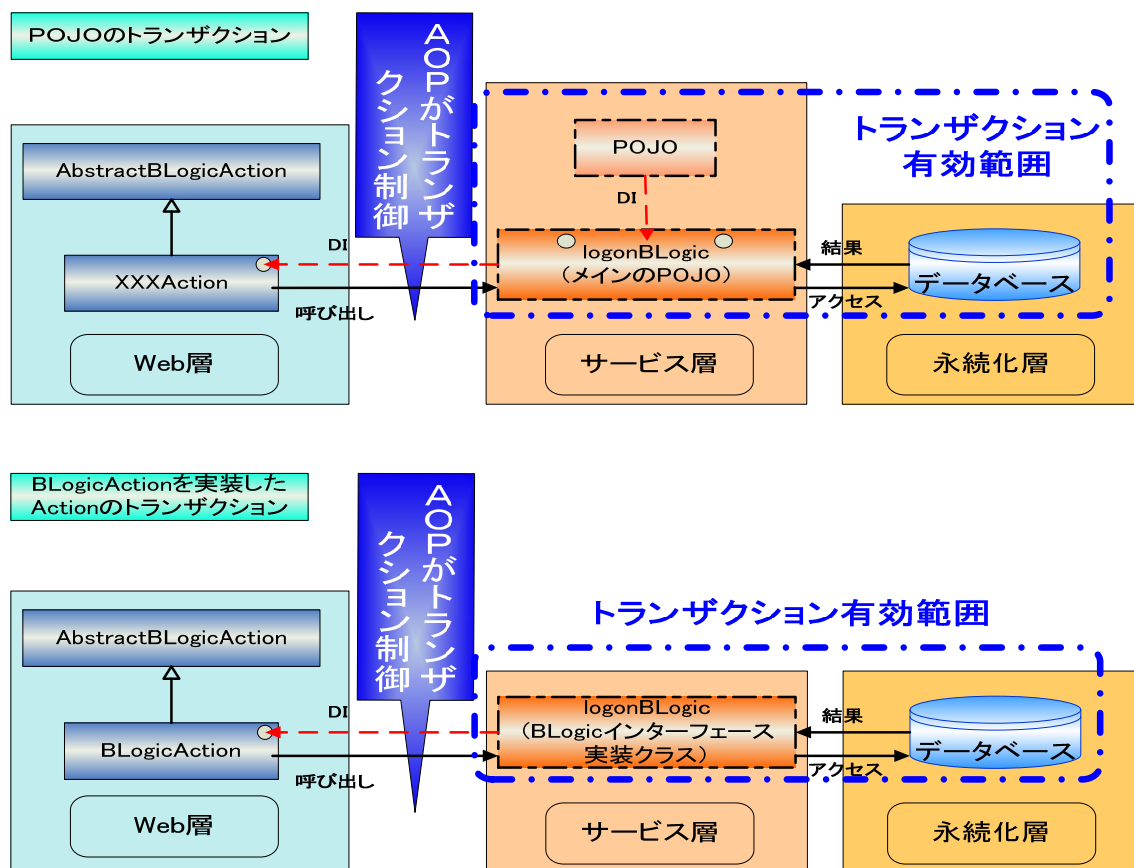 POJOのトランザクション
AOPがトランザ
クション制御
AbstractBLogicAction
XXXAction
DI
呼び出し
Web層
POJO
DI
logonBLogic
(メインのPOJO)
サービス層
トランザクション
有効範囲
結果
アクセス
データベース
永続化層
BLogicActionを実装した
Actionのトランザクション
AOPがトランザ
クション制御
AbstractBLogicAction
BLogicAction
DI
呼び出し
Web層
トランザクション有効範囲
logonBLogic
(BLogicインターフェース
実装クラス)
サービス層
結果
アクセス
データベース
永続化層